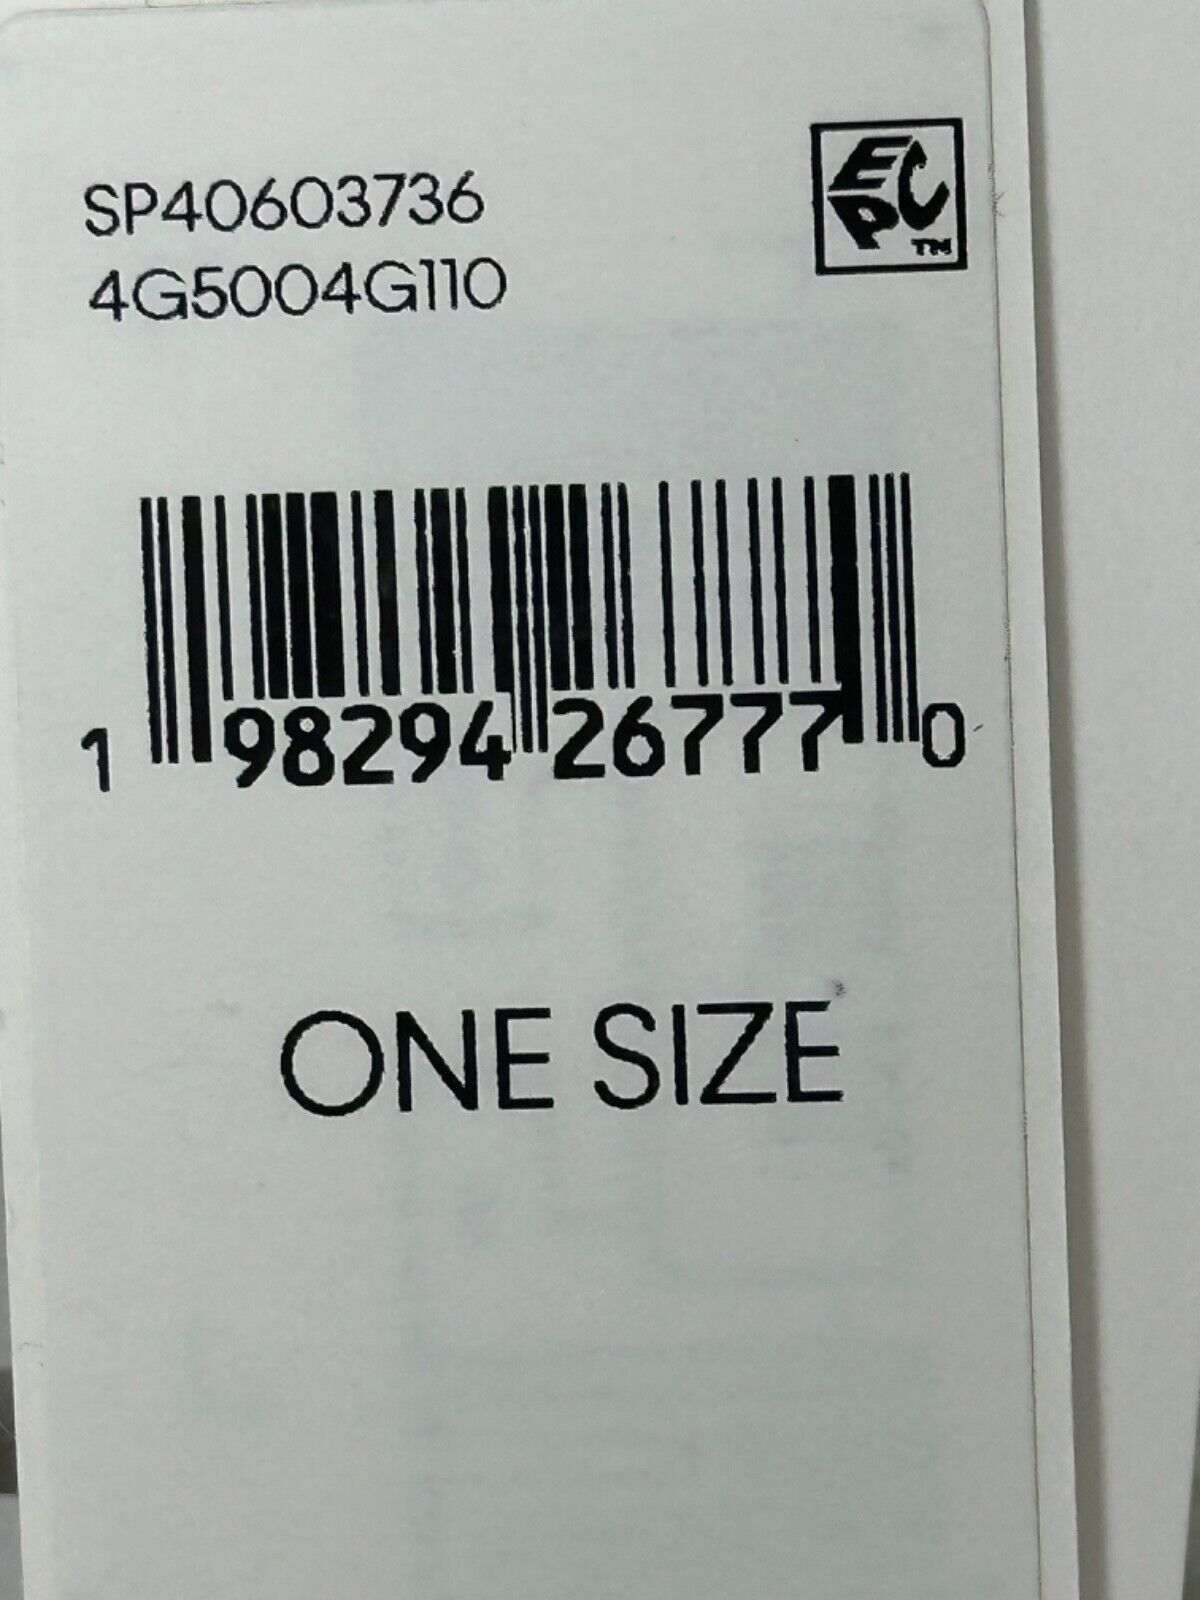 SP40603736
4G5004G110
EPC
TM
1 98294 26777 0
ONE SIZE